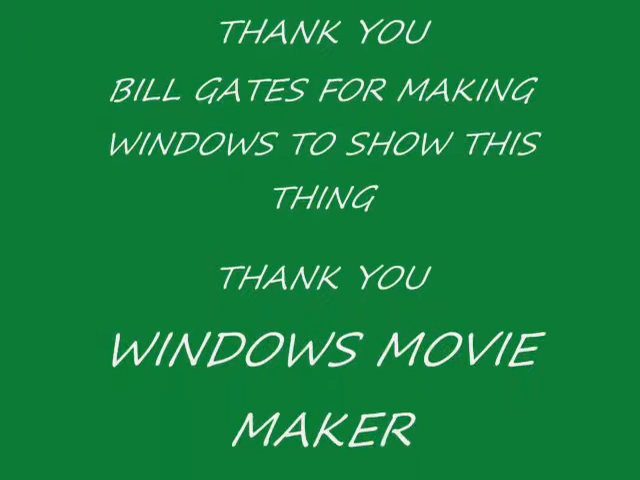 THANK YOU
BILL GATES FOR MAKING
WINDOWS TO SHOW THIS
THING
THANK YOU
WINDOWS MOVIE
MAKER